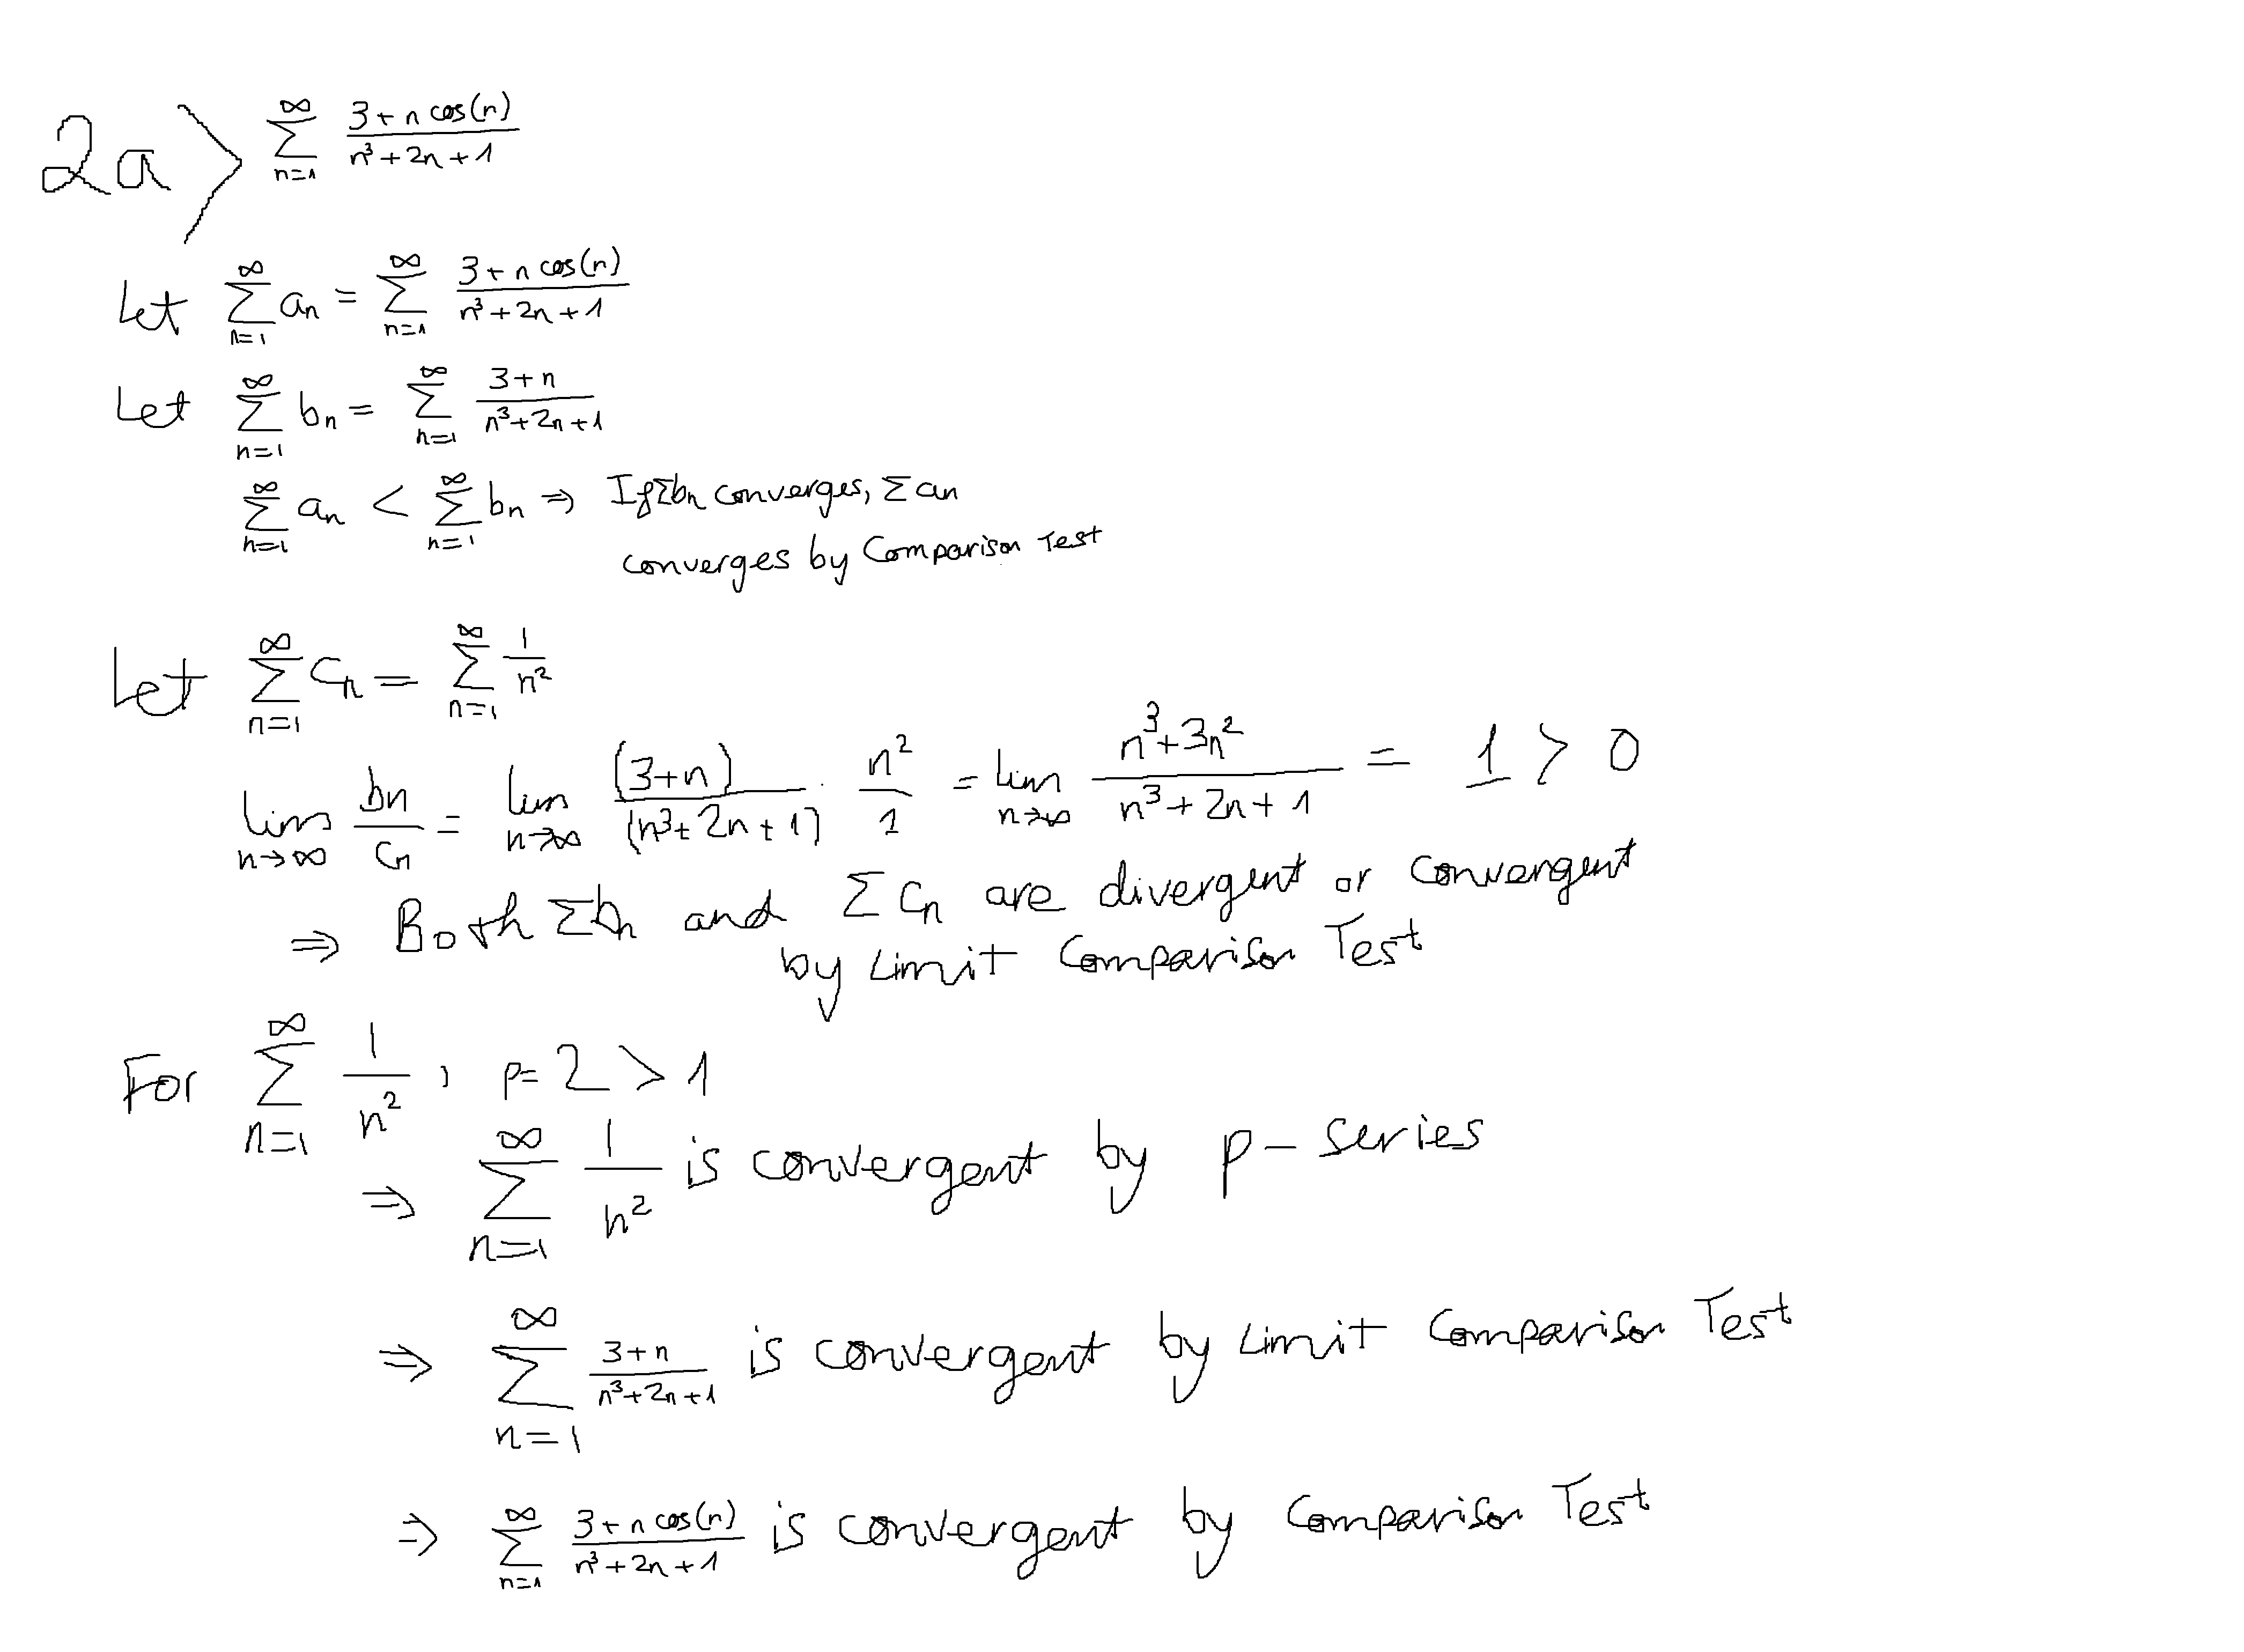 2a> $\sum_{n=1}^{\infty} \frac{3+n\cos(n)}{n^3+2n+1}$
Let $\sum_{n=1}^{\infty} a_n = \sum_{n=1}^{\infty} \frac{3+n\cos(n)}{n^3+2n+1}$
Let $\sum_{n=1}^{\infty} b_n = \sum_{n=1}^{\infty} \frac{3+n}{n^3+2n+1}$
$\sum_{n=1}^{\infty} a_n < \sum_{n=1}^{\infty} b_n \Rightarrow$ If $\Sigma b_n$ converges, $\Sigma a_n$
converges by Comparison Test
Let $\sum_{n=1}^{\infty} c_n = \sum_{n=1}^{\infty} \frac{1}{n^2}$
$\lim_{n\to\infty} \frac{b_n}{c_n} = \lim_{n\to\infty} \frac{(3+n)}{(n^3+2n+1)} \cdot \frac{n^2}{1} = \lim_{n\to\infty} \frac{n^3+3n^2}{n^3+2n+1} = 1 > 0$
$\Rightarrow$ Both $\Sigma b_n$ and $\Sigma c_n$ are divergent or convergent
by Limit Comparison Test
For $\sum_{n=1}^{\infty} \frac{1}{n^2}$, $p = 2 > 1$
$\Rightarrow \sum_{n=1}^{\infty} \frac{1}{n^2}$ is convergent by p-series
$\Rightarrow \sum_{n=1}^{\infty} \frac{3+n}{n^3+2n+1}$ is convergent by Limit Comparison Test
$\Rightarrow \sum_{n=1}^{\infty} \frac{3+n\cos(n)}{n^3+2n+1}$ is convergent by Comparison Test